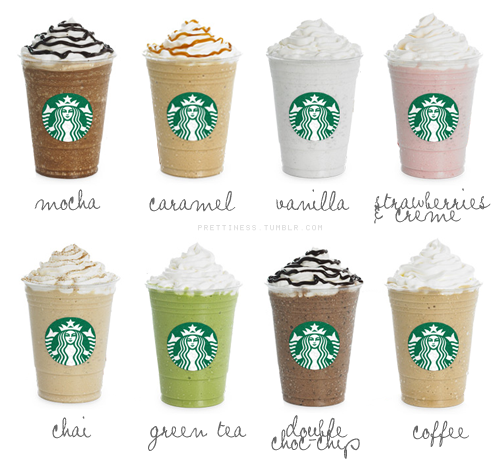 mocha
caramel
vanilla
strawberries
& creme
PRETTINESS.TUMBLR.COM
chai
green tea
double
choc-chip
coffee